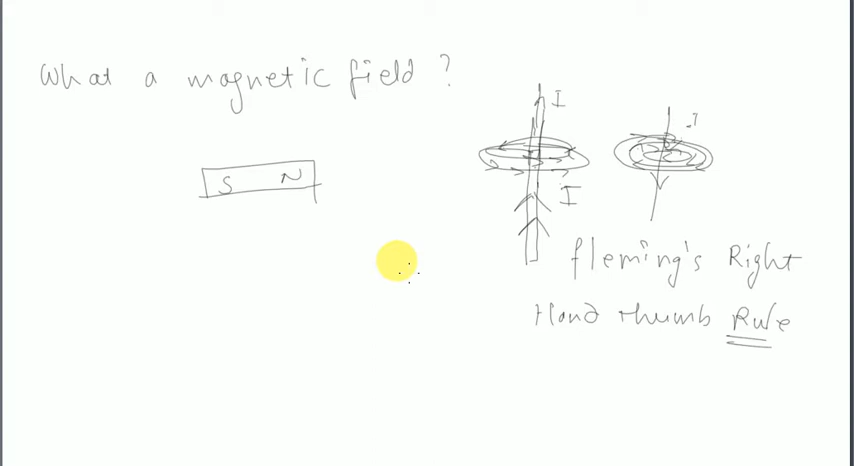 What a magnetic field ?
I
I
S N
I
fleming's Right
Hand thumb Rule